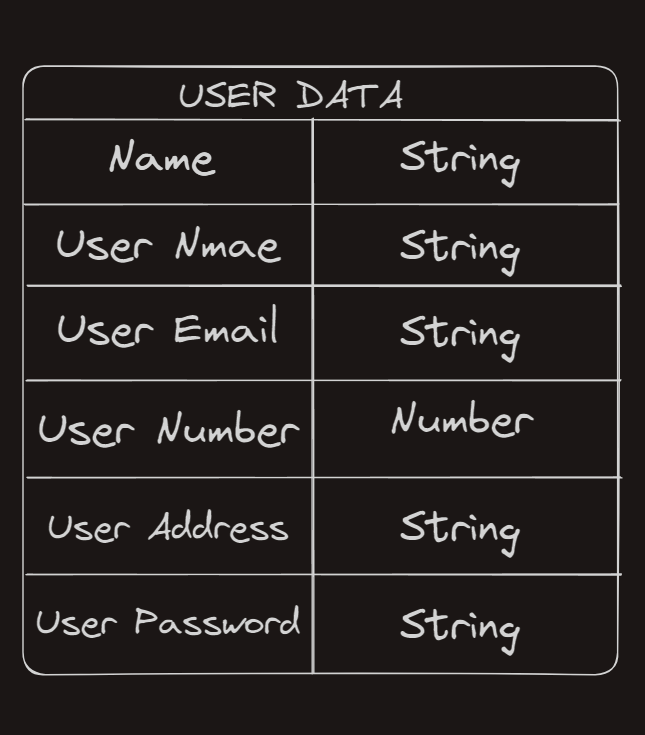 USER DATA
Name String
User Nmae String
User Email String
User Number Number
User Address String
User Password String